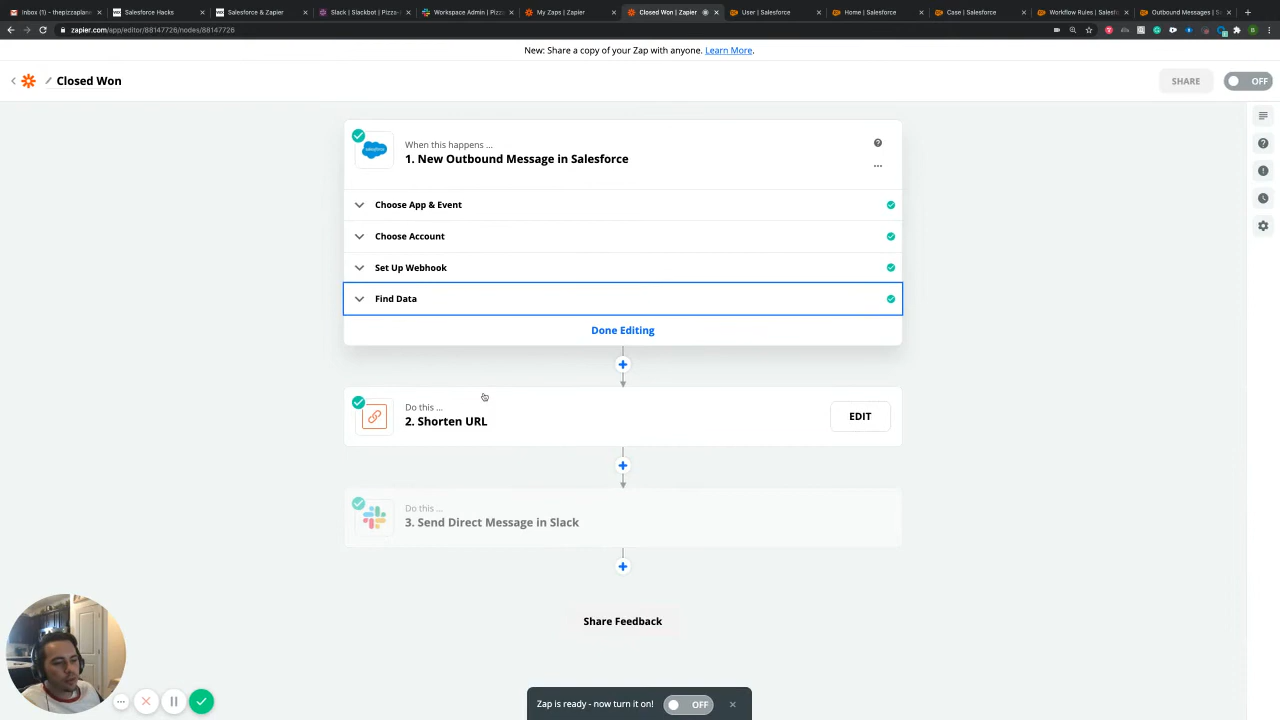 Inbox (1) – thepizzaplane
Salesforce Hacks
Salesforce & Zapier
Slack | Slackbot | Pizza-
Workspace Admin | Pizz
My Zaps | Zapier
Closed Won | Zapier
User | Salesforce
Home | Salesforce
Case | Salesforce
Workflow Rules | Salesf
Outbound Messages | S
zapier.com/app/editor/88147726/nodes/88147726
New: Share a copy of your Zap with anyone. Learn More.
Closed Won
SHARE
OFF
When this happens ...
1. New Outbound Message in Salesforce
Choose App & Event
Choose Account
Set Up Webhook
Find Data
Done Editing
Do this ...
2. Shorten URL
EDIT
Do this ...
3. Send Direct Message in Slack
Share Feedback
Zap is ready - now turn it on!
OFF